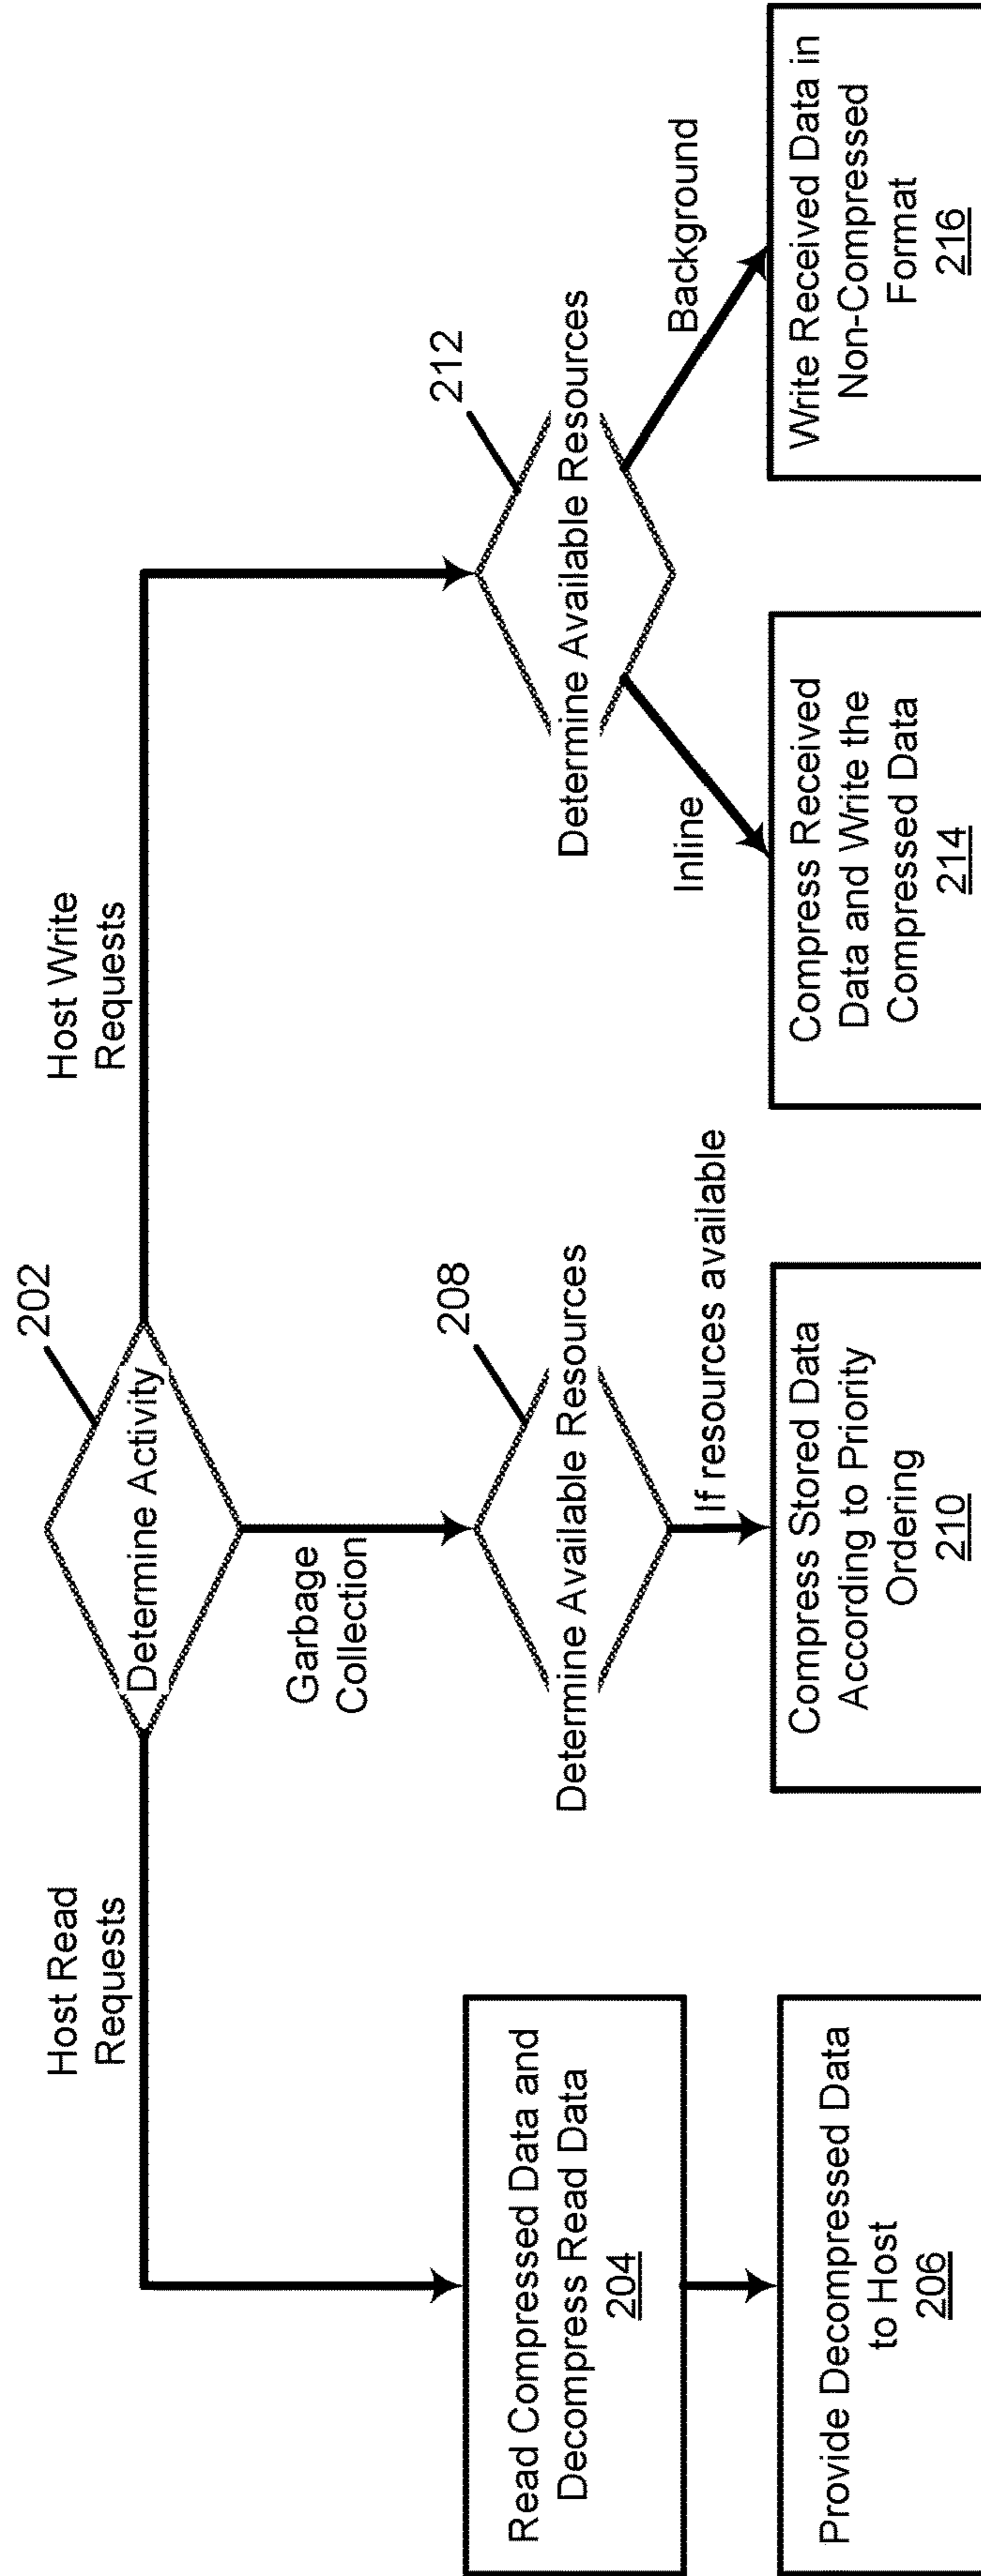 202
Determine Activity
Host Read
Requests
Host Write
Requests
Garbage
Collection
Read Compressed Data and
Decompress Read Data
204
Provide Decompressed Data
to Host
206
208
Determine Available Resources
If resources available
Compress Stored Data
According to Priority
Ordering
210
212
Determine Available Resources
Inline
Background
Compress Received
Data and Write the
Compressed Data
214
Write Received Data in
Non-Compressed
Format
216